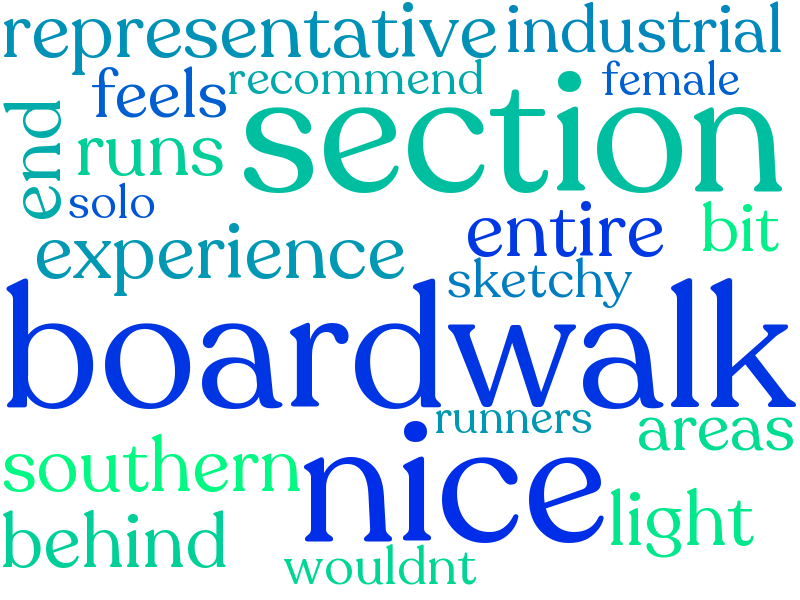 representative industrial
feels recommend female
section
end runs
solo
experience entire bit
sketchy
boardwalk
runners
southern nice areas
behind light
wouldnt